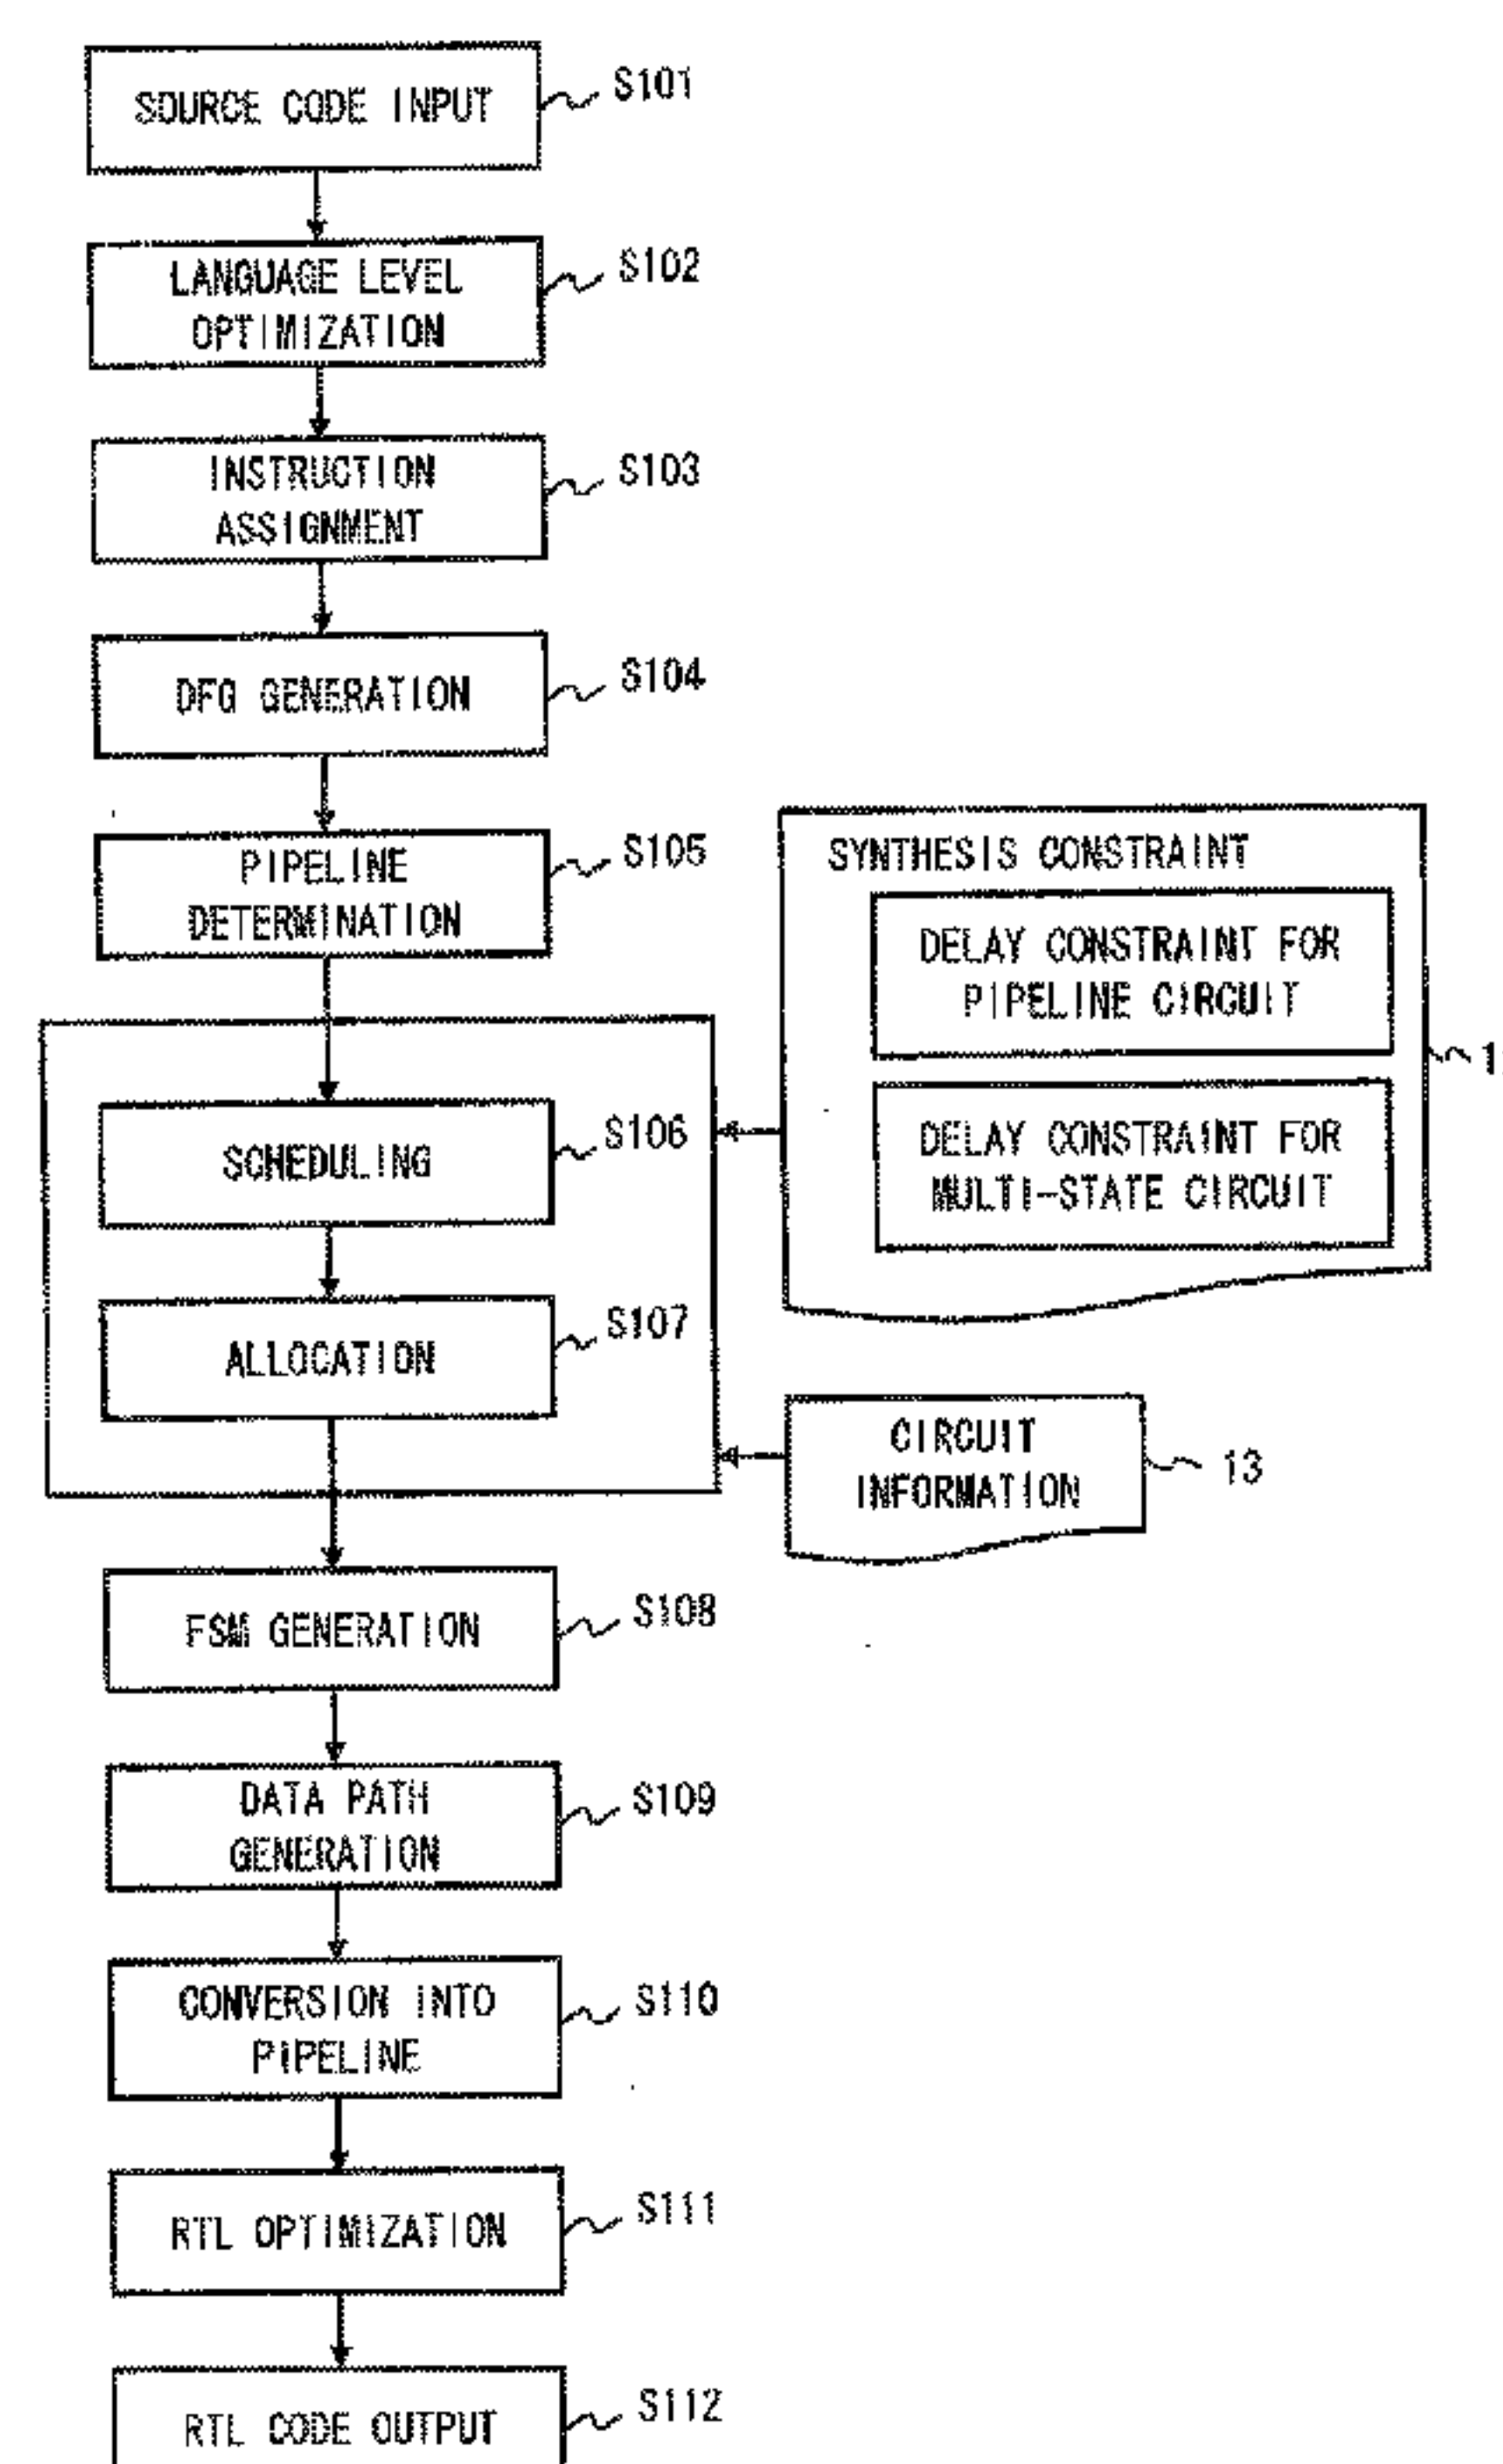 SOURCE CODE INPUT
S101
LANGUAGE LEVEL
OPTIMIZATION
S102
INSTRUCTION
ASSIGNMENT
S103
DFG GENERATION
S104
PIPELINE
DETERMINATION
S105
SYNTHESIS CONSTRAINT
DELAY CONSTRAINT FOR
PIPELINE CIRCUIT
DELAY CONSTRAINT FOR
MULTI-STATE CIRCUIT
SCHEDULING
S106
ALLOCATION
S107
CIRCUIT
INFORMATION
13
FSM GENERATION
S108
DATA PATH
GENERATION
S109
CONVERSION INTO
PIPELINE
S110
RTL OPTIMIZATION
S111
RTL CODE OUTPUT
S112